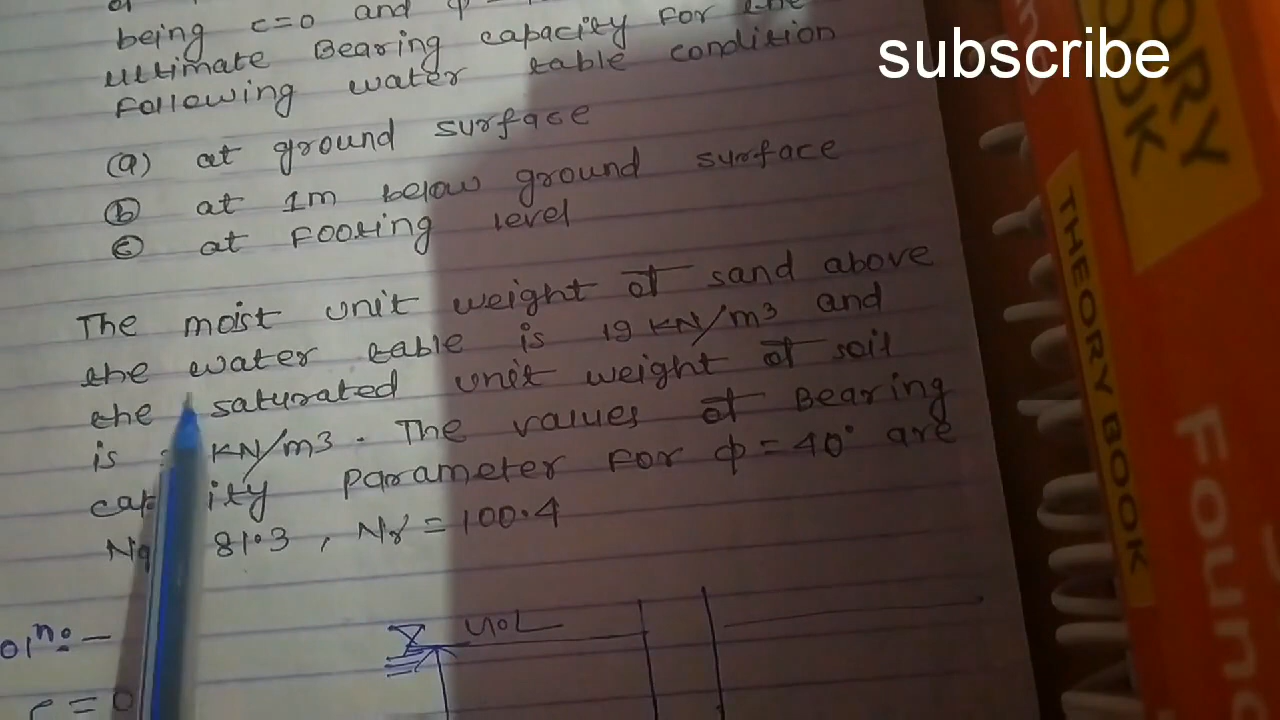 being c=0 and φ
ultimate Bearing capacity for the
following water table condition
(a) at ground surface
(b) at 1m below ground surface
(c) at footing level
The moist unit weight of sand above
the water table is 19 KN/m3 and
the saturated unit weight of soil
is KN/m3. The values of Bearing
parameter for φ = 40° are
81.3, Nγ = 100.4
soln:-
c = 0
subscribe
ORY
OOK
THEORY BOOK
Foun